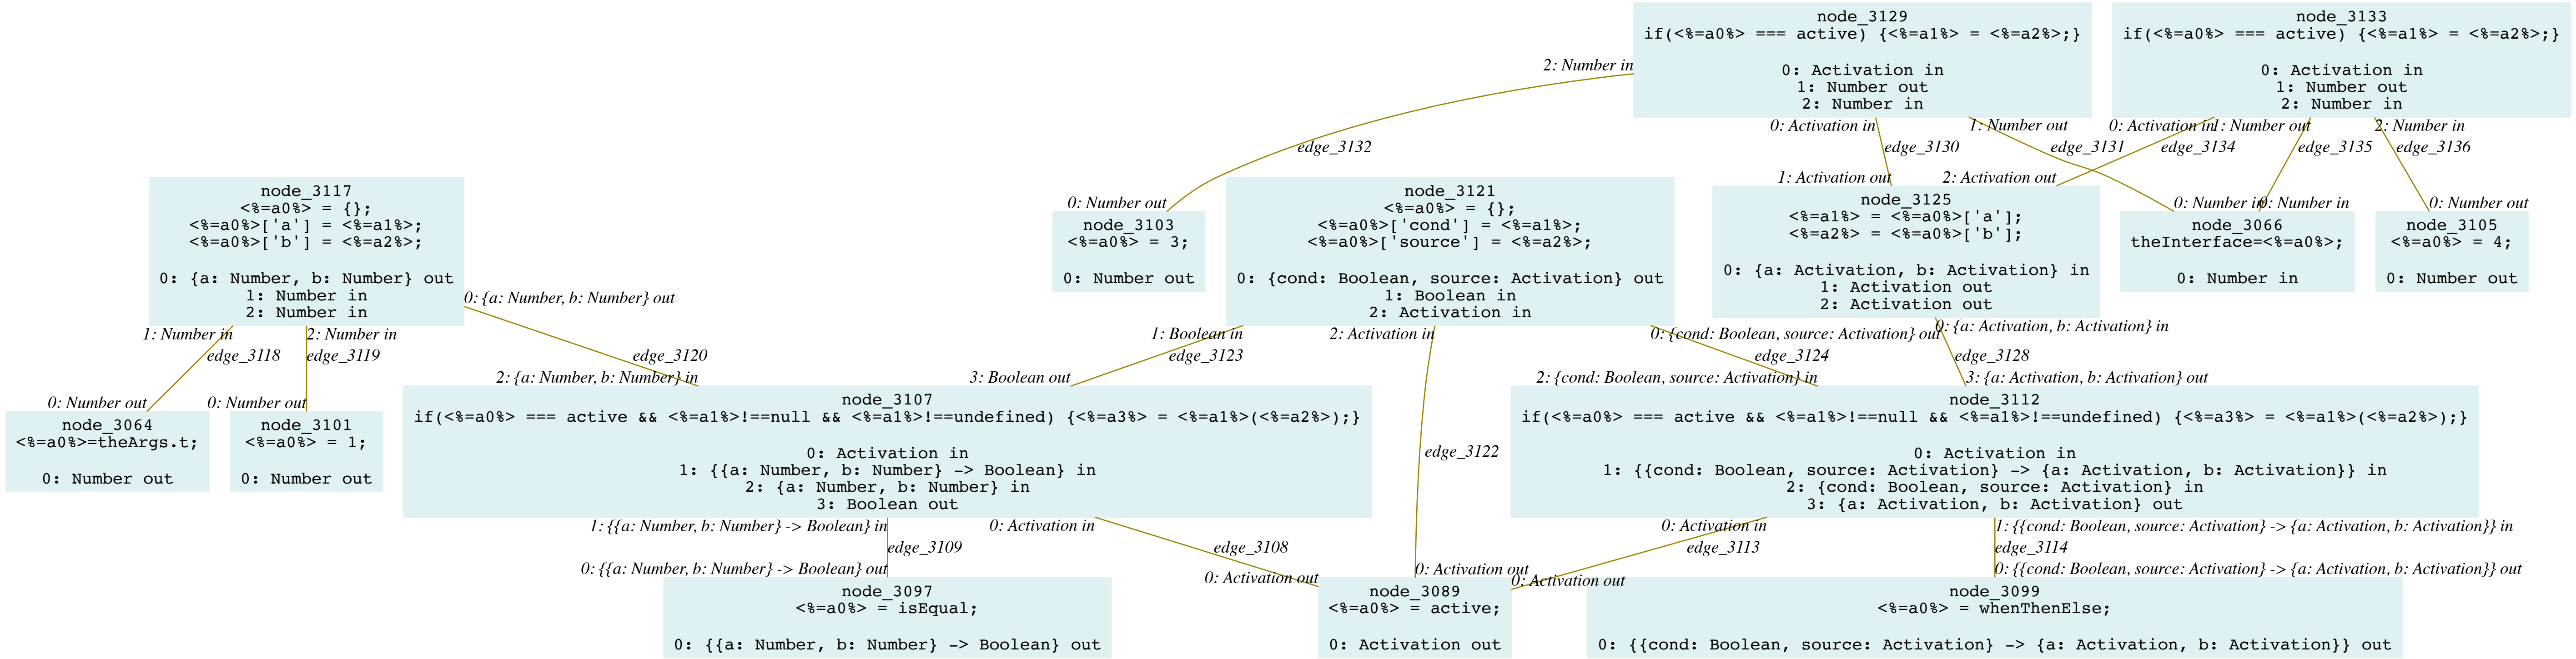 node_3129
if(<%=a0%> === active) {<%=a1%> = <%=a2%>;}
0: Activation in
1: Number out
2: Number in
node_3133
if(<%=a0%> === active) {<%=a1%> = <%=a2%>;}
0: Activation in
1: Number out
2: Number in
2: Number in
0: Activation in
1: Number out
0: Activation in
1: Number out
2: Number in
edge_3132
edge_3130
edge_3131
edge_3134
edge_3135
edge_3136
0: Number out
1: Activation out
2: Activation out
0: Number in
0: Number in
0: Number out
node_3117
<%=a0%> = {};
<%=a0%>['a'] = <%=a1%>;
<%=a0%>['b'] = <%=a2%>;
0: {a: Number, b: Number} out
1: Number in
2: Number in
node_3103
<%=a0%> = 3;
0: Number out
node_3121
<%=a0%> = {};
<%=a0%>['cond'] = <%=a1%>;
<%=a0%>['source'] = <%=a2%>;
0: {cond: Boolean, source: Activation} out
1: Boolean in
2: Activation in
node_3125
<%=a1%> = <%=a0%>['a'];
<%=a2%> = <%=a0%>['b'];
0: {a: Activation, b: Activation} in
1: Activation out
2: Activation out
node_3066
theInterface=<%=a0%>;
0: Number in
node_3105
<%=a0%> = 4;
0: Number out
0: {a: Number, b: Number} out
1: Number in
2: Number in
1: Boolean in
2: Activation in
0: {cond: Boolean, source: Activation} out
0: {a: Activation, b: Activation} in
edge_3118
edge_3119
edge_3120
edge_3123
edge_3124
edge_3128
0: Number out
0: Number out
2: {a: Number, b: Number} in
3: Boolean out
2: {cond: Boolean, source: Activation} in
3: {a: Activation, b: Activation} out
node_3064
<%=a0%>=theArgs.t;
0: Number out
node_3101
<%=a0%> = 1;
0: Number out
node_3107
if(<%=a0%> === active && <%=a1%>!==null && <%=a1%>!==undefined) {<%=a3%> = <%=a1%>(<%=a2%>);}
0: Activation in
1: {{a: Number, b: Number} -> Boolean} in
2: {a: Number, b: Number} in
3: Boolean out
edge_3122
node_3112
if(<%=a0%> === active && <%=a1%>!==null && <%=a1%>!==undefined) {<%=a3%> = <%=a1%>(<%=a2%>);}
0: Activation in
1: {{cond: Boolean, source: Activation} -> {a: Activation, b: Activation}} in
2: {cond: Boolean, source: Activation} in
3: {a: Activation, b: Activation} out
1: {{a: Number, b: Number} -> Boolean} in
0: Activation in
0: Activation in
1: {{cond: Boolean, source: Activation} -> {a: Activation, b: Activation}} in
edge_3109
edge_3108
edge_3113
edge_3114
0: {{a: Number, b: Number} -> Boolean} out
0: Activation out
0: Activation out
0: Activation out
0: {{cond: Boolean, source: Activation} -> {a: Activation, b: Activation}} out
node_3097
<%=a0%> = isEqual;
0: {{a: Number, b: Number} -> Boolean} out
node_3089
<%=a0%> = active;
0: Activation out
node_3099
<%=a0%> = whenThenElse;
0: {{cond: Boolean, source: Activation} -> {a: Activation, b: Activation}} out